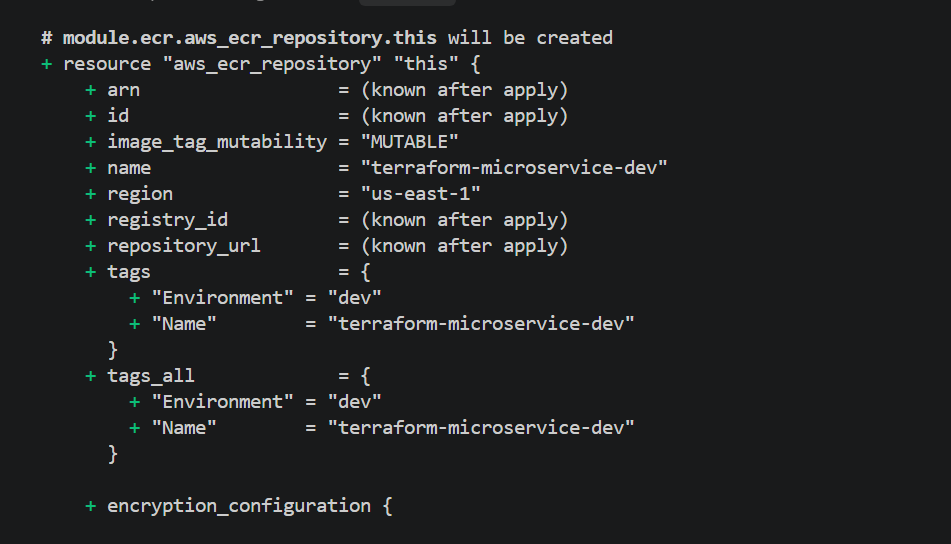 # module.ecr.aws_ecr_repository.this will be created
+ resource "aws_ecr_repository" "this" {
+ arn = (known after apply)
+ id = (known after apply)
+ image_tag_mutability = "MUTABLE"
+ name = "terraform-microservice-dev"
+ region = "us-east-1"
+ registry_id = (known after apply)
+ repository_url = (known after apply)
+ tags = {
+ "Environment" = "dev"
+ "Name" = "terraform-microservice-dev"
}
+ tags_all = {
+ "Environment" = "dev"
+ "Name" = "terraform-microservice-dev"
}
+ encryption_configuration {